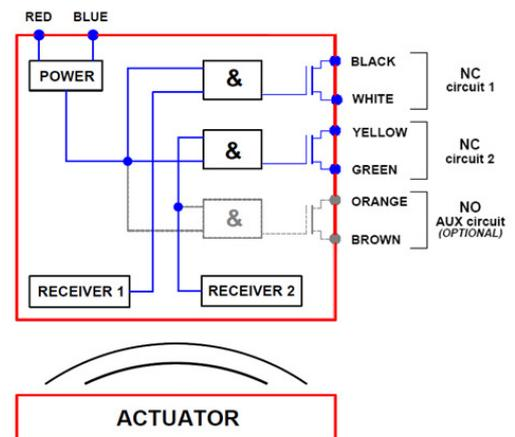 RED BLUE
POWER
& BLACK
NC
circuit 1
WHITE
& YELLOW
NC
circuit 2
GREEN
& ORANGE
NO
AUX circuit
(OPTIONAL)
BROWN
RECEIVER 1 RECEIVER 2
ACTUATOR